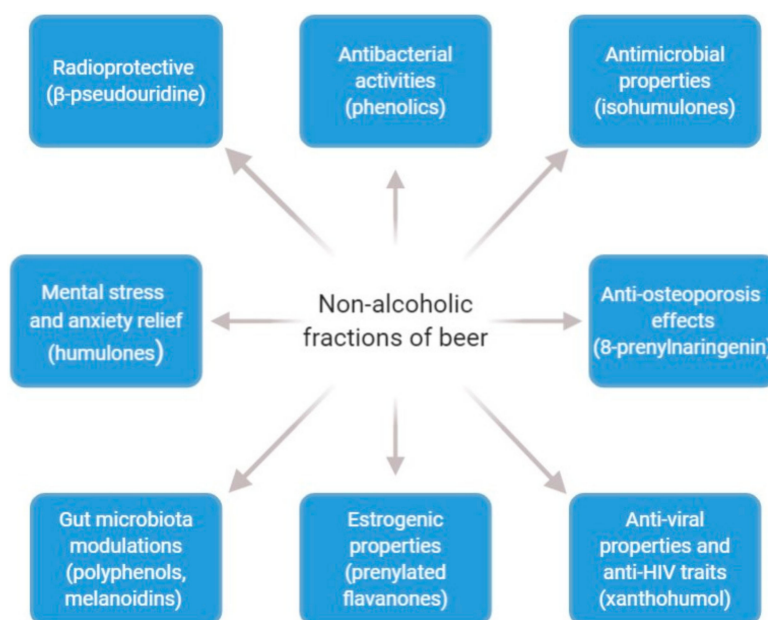 Radioprotective
(β-pseudouridine)
Antibacterial
activities
(phenolics)
Antimicrobial
properties
(isohumulones)
Mental stress
and anxiety relief
(humulones)
Non-alcoholic
fractions of beer
Anti-osteoporosis
effects
(8-prenylnaringenin)
Gut microbiota
modulations
(polyphenols,
melanoidins)
Estrogenic
properties
(prenylated
flavanones)
Anti-viral
properties and
anti-HIV traits
(xanthohumol)